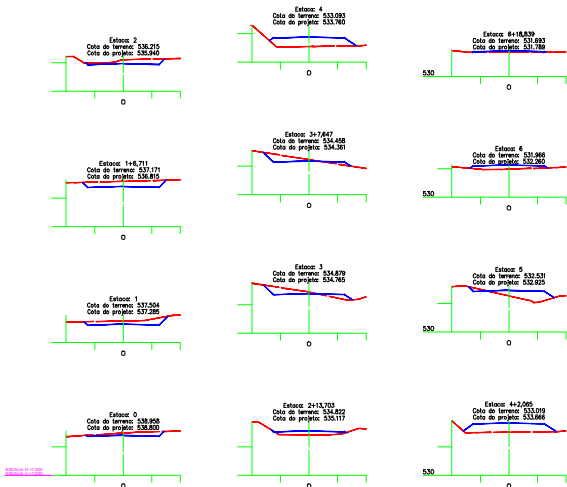 Estaca: 2
Cota do terreno: 536.215
Cota do projeto: 535.940
0
Estaca: 4
Cota do terreno: 533.093
Cota do projeto: 533.760
0
Estaca: 6+18,839
Cota do terreno: 531.693
Cota do projeto: 531.789
530
0
Estaca: 1+6,711
Cota do terreno: 537.171
Cota do projeto: 536.815
0
Estaca: 3+7,647
Cota do terreno: 534.458
Cota do projeto: 534.361
0
Estaca: 6
Cota do terreno: 531.966
Cota do projeto: 532.260
530
0
Estaca: 1
Cota do terreno: 537.504
Cota do projeto: 537.285
0
Estaca: 3
Cota do terreno: 534.879
Cota do projeto: 534.765
0
Estaca: 5
Cota do terreno: 532.531
Cota do projeto: 532.925
530
0
Estaca: 0
Cota do terreno: 538.958
Cota do projeto: 538.800
Estaca: 2+13,703
Cota do terreno: 534.822
Cota do projeto: 535.117
0
Estaca: 4+2,065
Cota do terreno: 533.019
Cota do projeto: 533.666
530
0